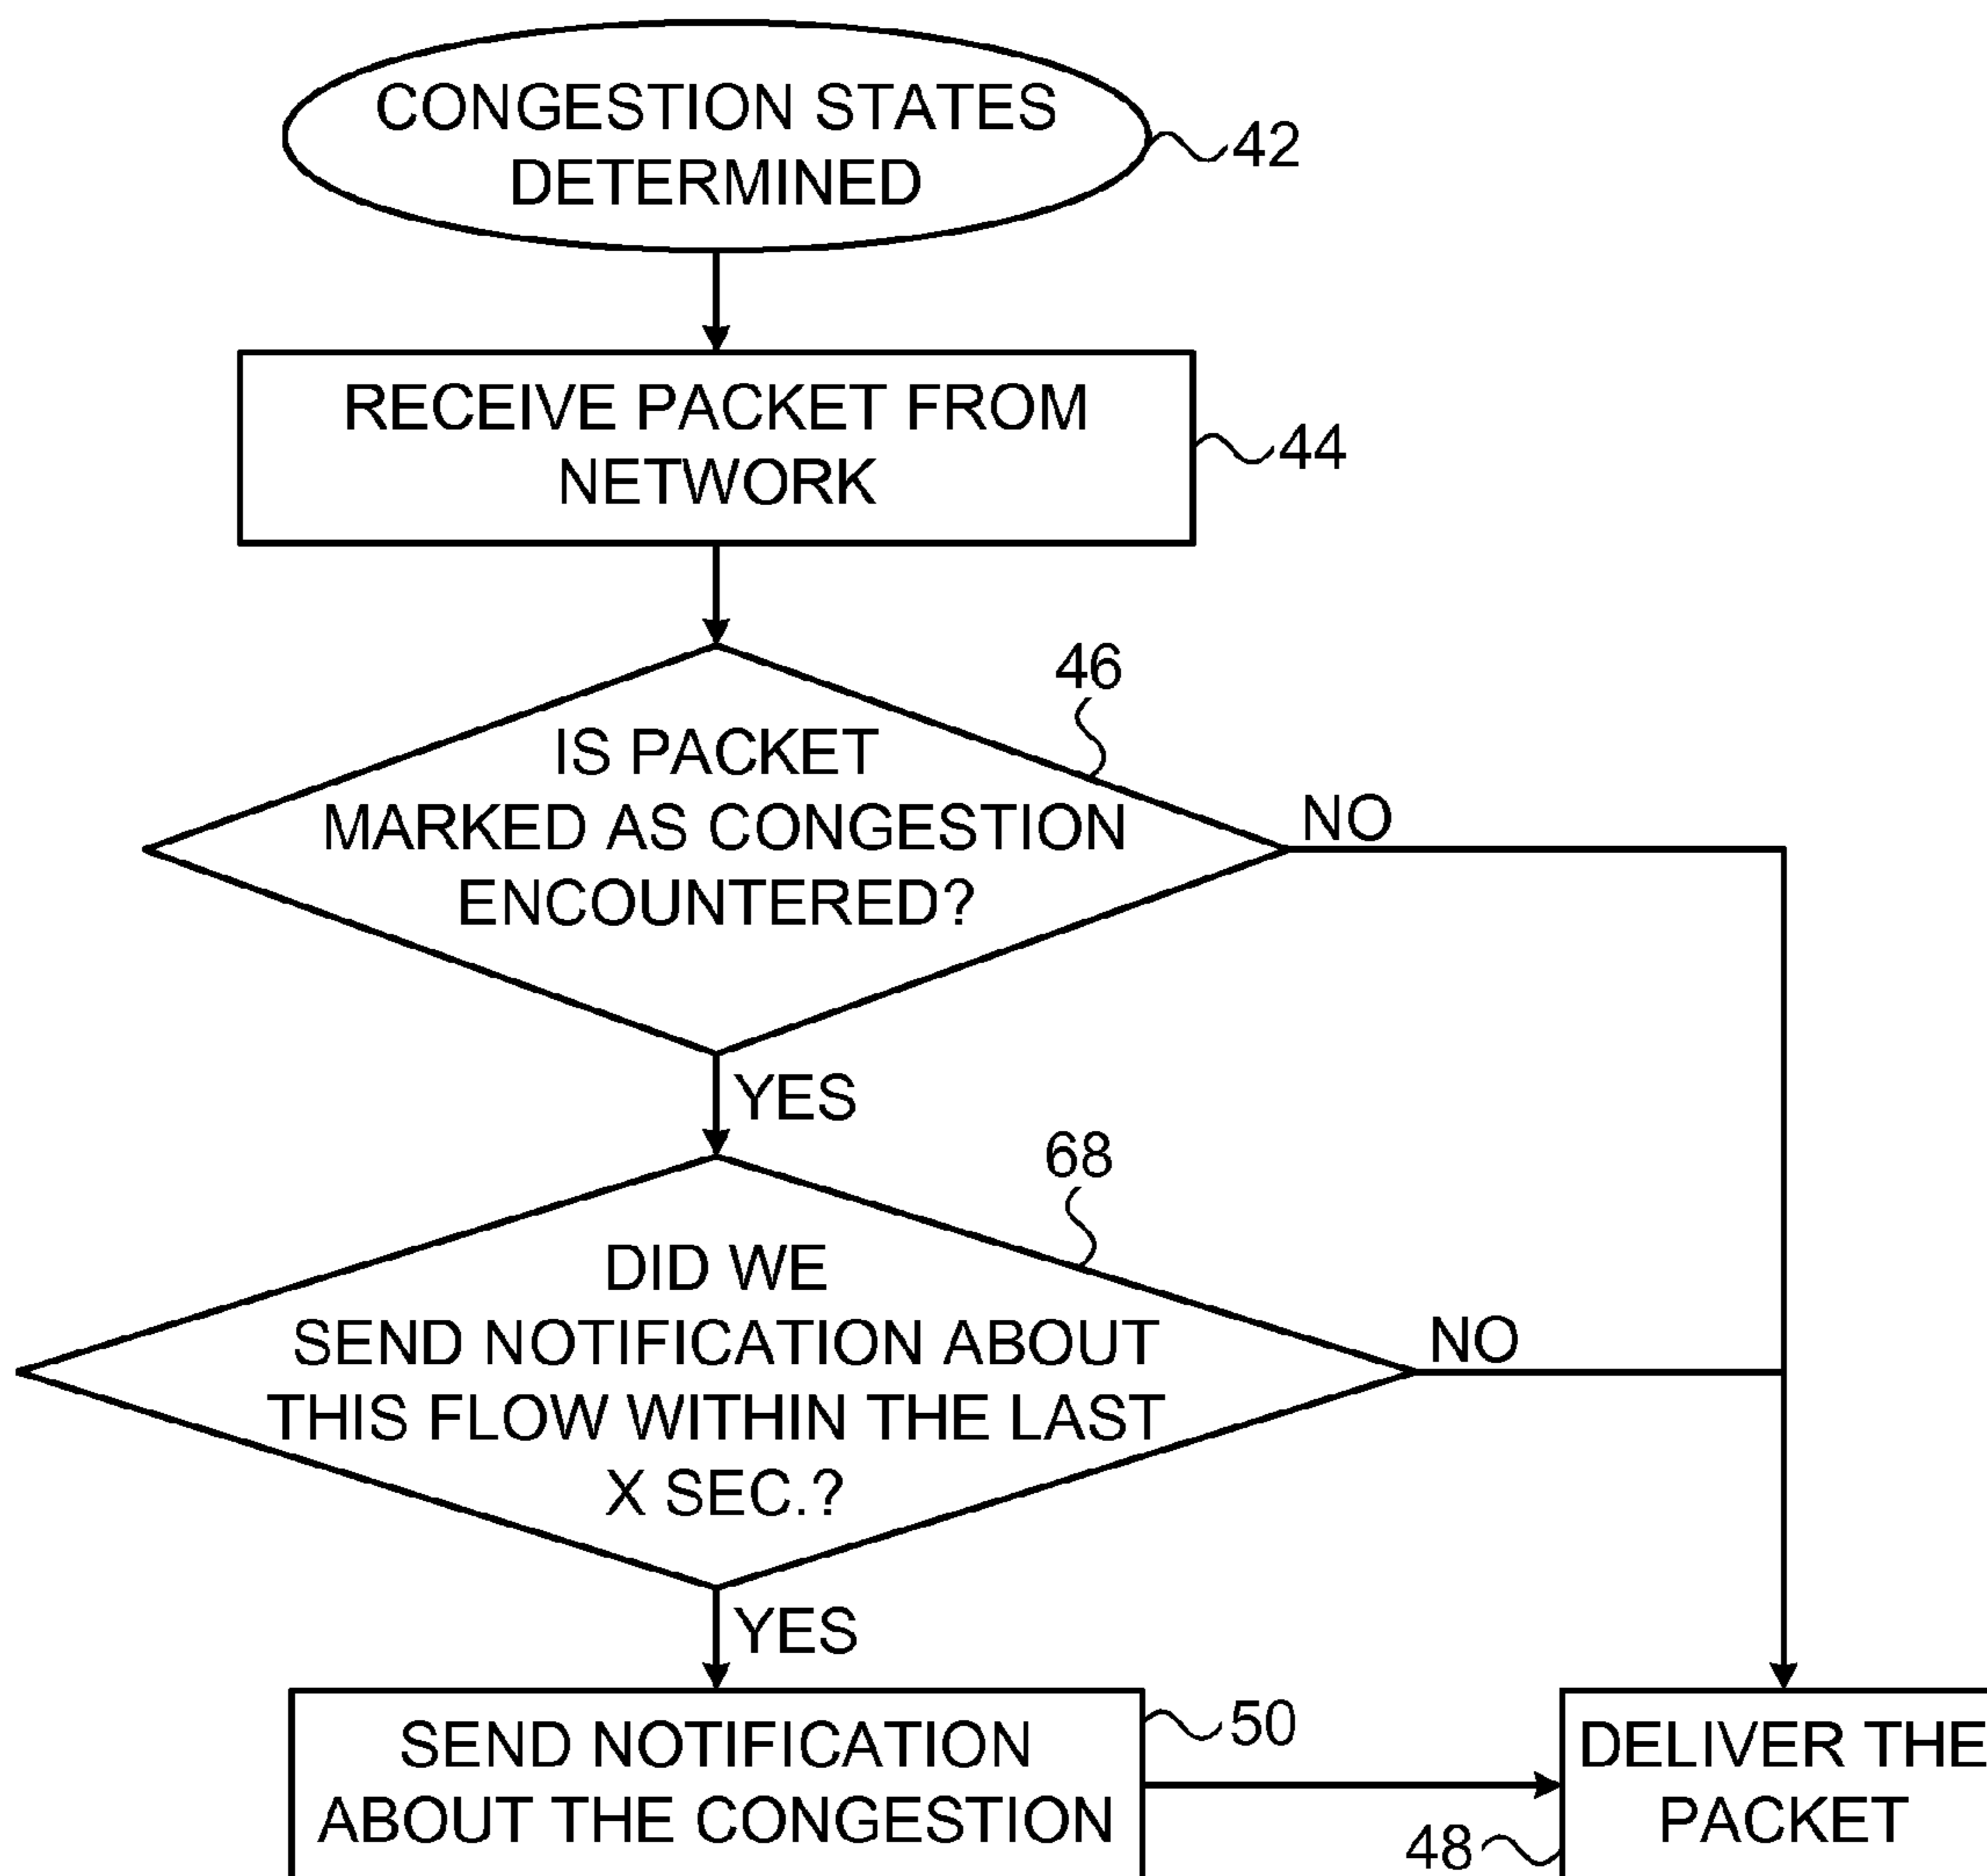 CONGESTION STATES
DETERMINED
42
RECEIVE PACKET FROM
NETWORK
44
46
IS PACKET
MARKED AS CONGESTION
ENCOUNTERED?
NO
YES
68
DID WE
SEND NOTIFICATION ABOUT
THIS FLOW WITHIN THE LAST
X SEC.?
NO
YES
SEND NOTIFICATION
ABOUT THE CONGESTION
50
DELIVER THE
PACKET
48